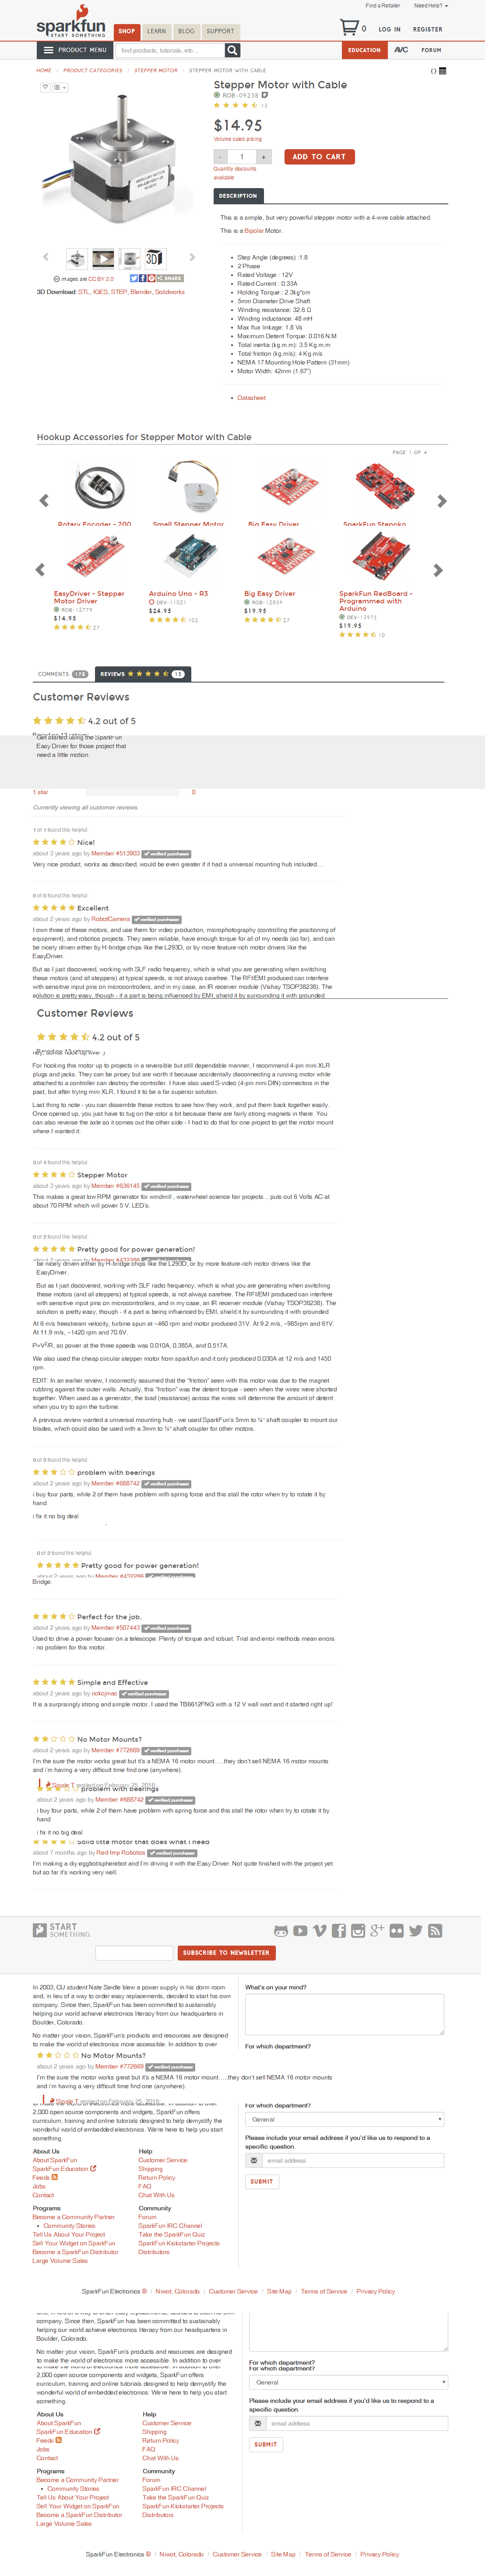 Find a Retailer Need Help?
sparkfun
ELECTRONICS
SHOP LEARN BLOG SUPPORT
0 LOG IN REGISTER
PRODUCT MENU
find products, tutorials, etc...
EDUCATION AVC FORUM
HOME / PRODUCT CATEGORIES / STEPPER MOTOR / STEPPER MOTOR WITH CABLE
Stepper Motor with Cable
ROB-09238
13
$14.95
Volume sales pricing
- 1 +
ADD TO CART
Quantity discounts
available
3D
images are CC BY 2.0
SHARE
3D Download: STL, IGES, STEP, Blender, Solidworks
DESCRIPTION
This is a simple, but very powerful stepper motor with a 4-wire cable attached.
This is a Bipolar Motor.
Step Angle (degrees) :1.8
2 Phase
Rated Voltage : 12V
Rated Current : 0.33A
Holding Torque : 2.3kg*cm
5mm Diameter Drive Shaft
Winding resistance: 32.6 Ω
Winding inductance: 48 mH
Max flux linkage: 1.8 Vs
Maximum Detent Torque: 0.016 N.M
Total inertia (kg.m.m): 3.5 Kg.m.m
Total friction (kg.m/s): 4 Kg.m/s
NEMA 17 Mounting Hole Pattern (31mm)
Motor Width: 42mm (1.67")
Datasheet
Hookup Accessories for Stepper Motor with Cable
PAGE 1 OF 4
Rotary Encoder - 200
Small Stepper Motor
Big Easy Driver
SparkFun Stepoko
EasyDriver - Stepper
Motor Driver
ROB-12779
$14.95
27
Arduino Uno - R3
DEV-11021
$24.95
102
Big Easy Driver
ROB-12859
$19.95
27
SparkFun RedBoard -
Programmed with
Arduino
DEV-13975
$19.95
10
COMMENTS 178 REVIEWS 13
Customer Reviews
4.2 out of 5
Get started using the SparkFun
Easy Driver for those project that
need a little motion.
1 star 0
Currently viewing all customer reviews.
1 of 1 found this helpful:
Nice!
about 3 years ago by Member #513903 verified purchaser
Very nice product, works as described, would be even greater if it had a universal mounting hub included...
6 of 6 found this helpful:
Excellent
about 2 years ago by RobotCamera verified purchaser
I own three of these motors, and use them for video production, mostly motography (controlling the positioning of
equipment), and robotics projects. They seem reliable, have enough torque for all of my needs (so far), and can
be nicely driven either by H-bridge chips like the L293D, or by more feature-rich motor drivers like the
EasyDriver.
But as I just discovered, working with SLF radio frequency, which is what you are generating when switching
these motors (and all steppers) at typical speeds, is not always surefire. The RFI/EMI produced can interfere
with sensitive input pins on microcontrollers, and in my case, an IR receiver module (Vishay TSOP38238). The
solution is pretty easy, though - if a part is being influenced by EMI, shield it by surrounding it with grounded
Customer Reviews
4.2 out of 5
For hooking this motor up to projects in a reversible but still dependable manner, I recommend 4-pin mini XLR
plugs and jacks. They can be pricey but are worth it because accidentally disconnecting a running motor while
attached to a controller can destroy the controller. I have also used S-video (4-pin mini DIN) connectors in the
past, but after trying mini XLR, I found it to be a far superior solution.
Last thing to note - you can disassemble these motors to see how they work, and put them back together easily.
Once opened up, you just have to tug on the rotor a bit because there are fairly strong magnets in there. You
can also reverse the axle so it comes out the other side - I had to do that for one project to get the motor
where I wanted it.
3 of 4 found this helpful:
Stepper Motor
about 3 years ago by Member #636145 verified purchaser
This makes a great low RPM generator for windmill , waterwheel science fair projects .. puts out 6 Volts AC at
about 70 RPM which will power 5 V. LED's.
0 of 2 found this helpful:
Pretty good for power generation!
about 2 years ago by Member #432286 verified purchaser
be nicely driven either by H-bridge chips like the L293D, or by more feature-rich motor drivers like the
EasyDriver.
But as I just discovered, working with SLF radio frequency, which is what you are generating when switching
these motors (and all steppers) at typical speeds, is not always surefire. The RFI/EMI produced can interfere
with sensitive input pins on microcontrollers, and in my case, an IR receiver module (Vishay TSOP38238). The
solution is pretty easy, though - if a part is being influenced by EMI, shield it by surrounding it with grounded
At 6 m/s freestream velocity, turbine spun at ~460 rpm and motor produced 31V. At 9.2 m/s, ~985rpm and 61V.
At 11.9 m/s, ~1420 rpm and 70.6V.
P=V²/R, so power at the three speeds was 0.010A, 0.385A, and 0.517A.
We also used the cheap circular stepper motor from sparkfun and it only produced 0.030A at 12 m/s and 1450
rpm.
EDIT: In an earlier review, I incorrectly assumed that the "friction" seen with this motor was due to the magnets
when the outer walls were touching. Actually, this "friction" was the detent torque - seen when the wires were shorted
together. When used as a generator, the load (resistance) across the wires will determine the amount of detent
torque when you try to spin the turbine.
A previous review wanted a universal mounting hub - we used SparkFun's 5mm to ¼" shaft coupler to mount our
blades, which could also be used with a 3mm to ¼" shaft coupler for other motors.
0 of 3 found this helpful:
problem with bearings
about 2 years ago by Member #688742 verified purchaser
i buy four parts, while 2 of them have problem with spring force and this stall the rotor when try to rotate it by
hand
i fix it no big deal
0 of 2 found this helpful:
Pretty good for power generation!
about 2 years ago by Member #432286 verified purchaser
Bridge.
Perfect for the job.
about 2 years ago by Member #507443 verified purchaser
Used to drive a power focuser on a telescope. Plenty of torque and robust. Trial and error methods mean errors
- no problem for this motor.
Simple and Effective
about 2 years ago by rickojmac verified purchaser
It is a surprisingly strong and simple motor. I used the TB6612FNG with a 12 V wall wart and it started right up!
No Motor Mounts?
about 2 years ago by Member #772669 verified purchaser
I'm the sure the motor works great but it's a NEMA 16 motor mount.....they don't sell NEMA 16 motor mounts
and i'm having a very difficult time find one (anywhere).
Single T replied on February 25, 2016
problem with bearings
about 2 years ago by Member #688742 verified purchaser
i buy four parts, while 2 of them have problem with spring force and this stall the rotor when try to rotate it by
hand
i fix it no big deal
Solid little motor that does what I need
about 7 months ago by Red Imp Robotics verified purchaser
I'm making a diy eggbot/spherebot and I'm driving it with the Easy Driver. Not quite finished with the project yet
but so far it's working very well.
START
SOMETHING.
SUBSCRIBE TO NEWSLETTER
In 2003, CU student Nate Seidle blew a power supply in his dorm room
and, in lieu of a way to order easy replacements, decided to start his own
company. Since then, SparkFun has been committed to sustainably
helping our world achieve electronics literacy from our headquarters in
Boulder, Colorado.
No matter your vision, SparkFun's products and resources are designed
to make the world of electronics more accessible. In addition to over
What's on your mind?
For which department?
No Motor Mounts?
about 2 years ago by Member #772669 verified purchaser
I'm the sure the motor works great but it's a NEMA 16 motor mount.....they don't sell NEMA 16 motor mounts
and i'm having a very difficult time find one (anywhere).
Single T replied on February 25, 2016
to make the world of electronics more accessible. In addition to over
2,000 open source components and widgets, SparkFun offers
curriculum, training and online tutorials designed to help demystify the
wonderful world of embedded electronics. We're here to help you start
something.
For which department?
General
Please include your email address if you'd like us to respond to a
specific question.
email address
SUBMIT
About Us
About SparkFun
SparkFun Education
Feeds
Jobs
Contact
Help
Customer Service
Shipping
Return Policy
FAQ
Chat With Us
Programs
Become a Community Partner
Community Stories
Tell Us About Your Project
Sell Your Widget on SparkFun
Become a SparkFun Distributor
Large Volume Sales
Community
Forum
SparkFun IRC Channel
Take the SparkFun Quiz
SparkFun Kickstarter Projects
Distributors
SparkFun Electronics ® / Niwot, Colorado / Customer Service / Site Map / Terms of Service / Privacy Policy
and, in lieu of a way to order easy replacements, decided to start his own
company. Since then, SparkFun has been committed to sustainably
helping our world achieve electronics literacy from our headquarters in
Boulder, Colorado.
No matter your vision, SparkFun's products and resources are designed
to make the world of electronics more accessible. In addition to over
2,000 open source components and widgets, SparkFun offers
curriculum, training and online tutorials designed to help demystify the
wonderful world of embedded electronics. We're here to help you start
something.
For which department?
For which department?
General
Please include your email address if you'd like us to respond to a
specific question.
email address
SUBMIT
About Us
About SparkFun
SparkFun Education
Feeds
Jobs
Contact
Help
Customer Service
Shipping
Return Policy
FAQ
Chat With Us
Programs
Become a Community Partner
Community Stories
Tell Us About Your Project
Sell Your Widget on SparkFun
Become a SparkFun Distributor
Large Volume Sales
Community
Forum
SparkFun IRC Channel
Take the SparkFun Quiz
SparkFun Kickstarter Projects
Distributors
SparkFun Electronics ® / Niwot, Colorado / Customer Service / Site Map / Terms of Service / Privacy Policy